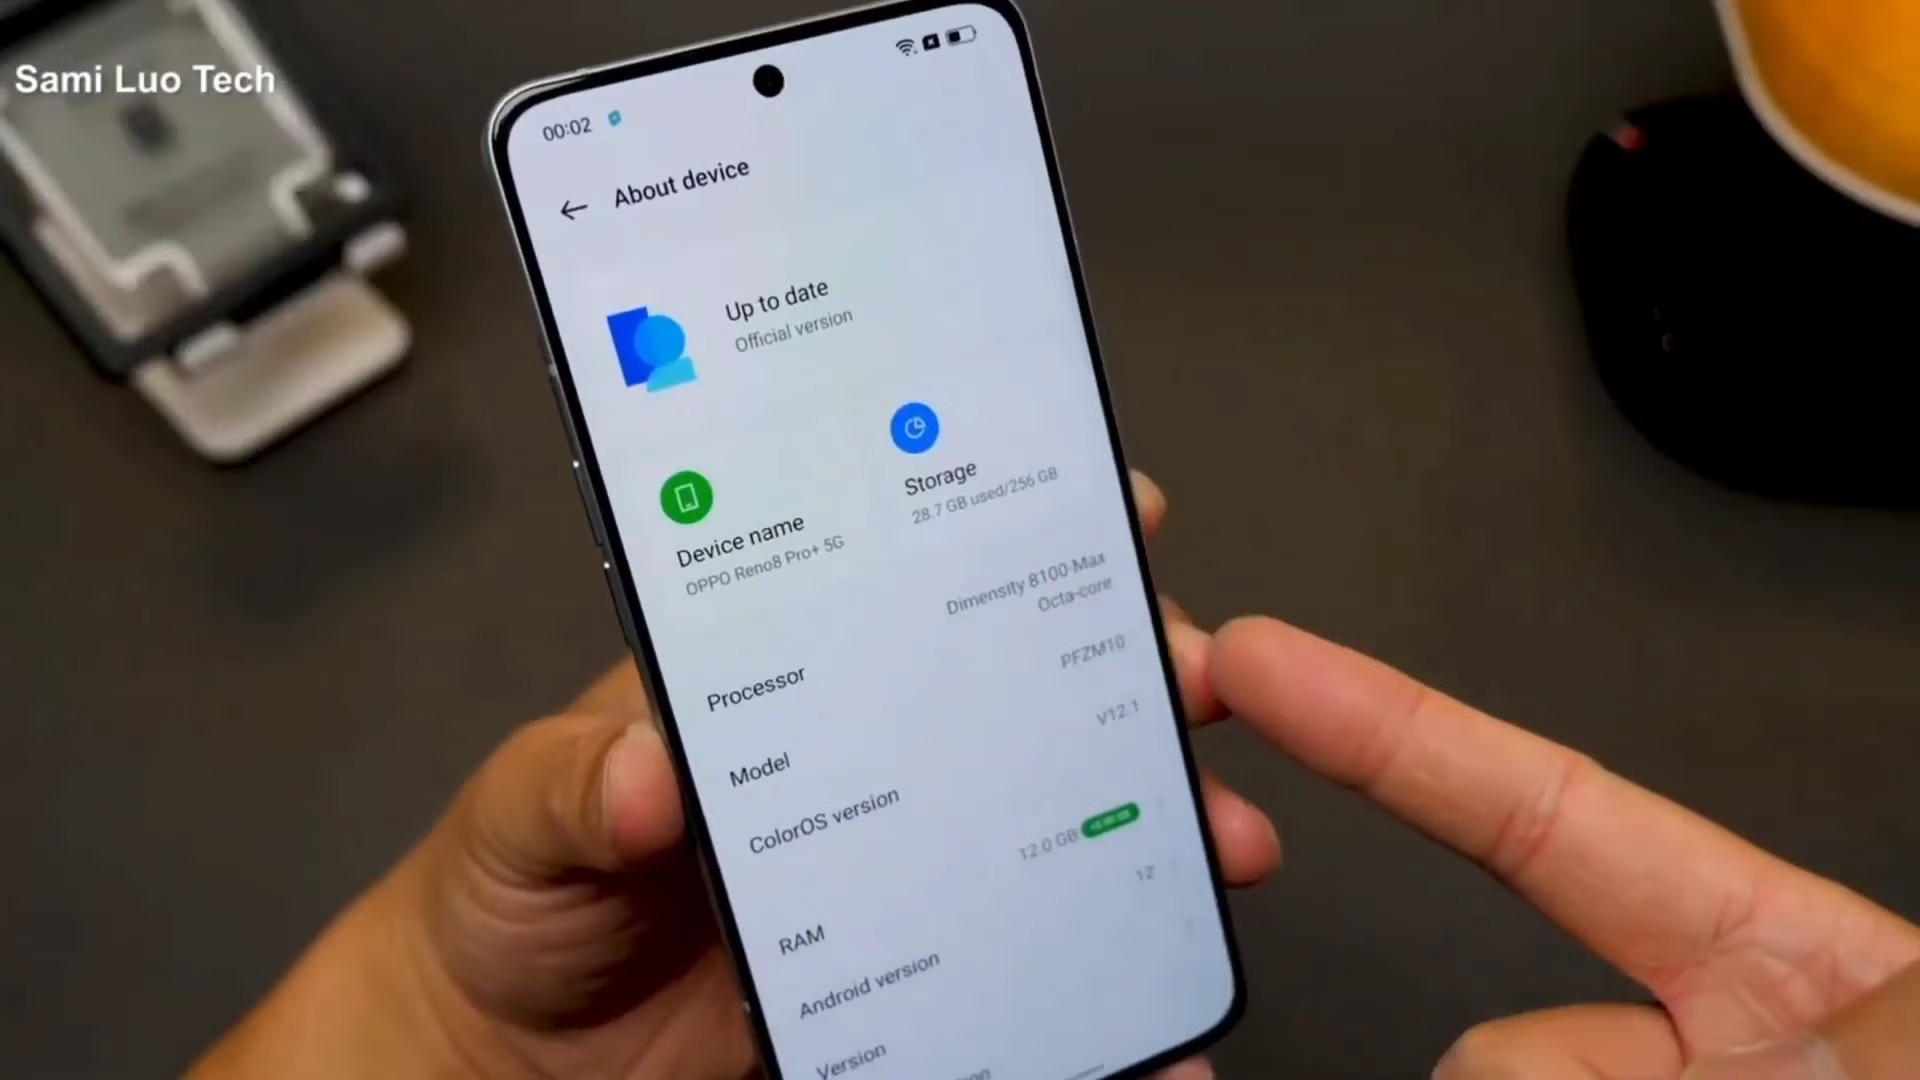 Sami Luo Tech
00:02
About device
Up to date
Official version
Storage
28.7 GB used/256 GB
Device name
OPPO Reno8 Pro+ 5G
Processor
Dimensity 8100-Max
Octa-core
Model
PFZM10
ColorOS version
V12.1
RAM
12.0 GB
Android version
12
Version